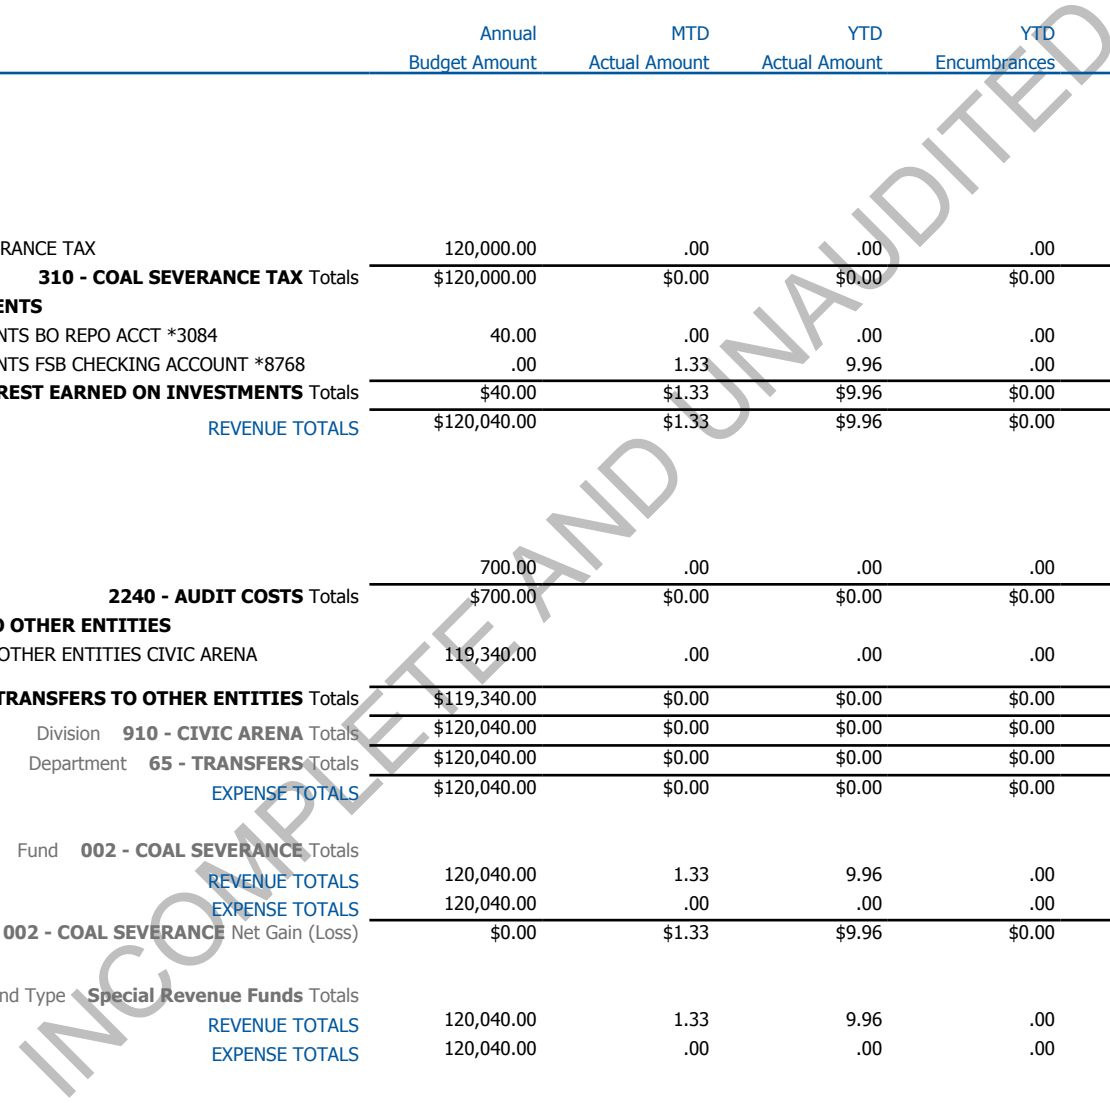 Annual MTD YTD YTD
Budget Amount Actual Amount Actual Amount Encumbrances
RANCE TAX 120,000.00 .00 .00 .00
310 - COAL SEVERANCE TAX Totals $120,000.00 $0.00 $0.00 $0.00
ENTS
NTS BO REPO ACCT *3084 40.00 .00 .00 .00
NTS FSB CHECKING ACCOUNT *8768 .00 1.33 9.96 .00
REST EARNED ON INVESTMENTS Totals $40.00 $1.33 $9.96 $0.00
REVENUE TOTALS $120,040.00 $1.33 $9.96 $0.00
700.00 .00 .00 .00
2240 - AUDIT COSTS Totals $700.00 $0.00 $0.00 $0.00
O OTHER ENTITIES
OTHER ENTITIES CIVIC ARENA 119,340.00 .00 .00 .00
TRANSFERS TO OTHER ENTITIES Totals $119,340.00 $0.00 $0.00 $0.00
Division 910 - CIVIC ARENA Totals $120,040.00 $0.00 $0.00 $0.00
Department 65 - TRANSFERS Totals $120,040.00 $0.00 $0.00 $0.00
EXPENSE TOTALS $120,040.00 $0.00 $0.00 $0.00
Fund 002 - COAL SEVERANCE Totals
REVENUE TOTALS 120,040.00 1.33 9.96 .00
EXPENSE TOTALS 120,040.00 .00 .00 .00
002 - COAL SEVERANCE Net Gain (Loss) $0.00 $1.33 $9.96 $0.00
nd Type Special Revenue Funds Totals
REVENUE TOTALS 120,040.00 1.33 9.96 .00
EXPENSE TOTALS 120,040.00 .00 .00 .00
INCOMPLETE AND UNAUDITED